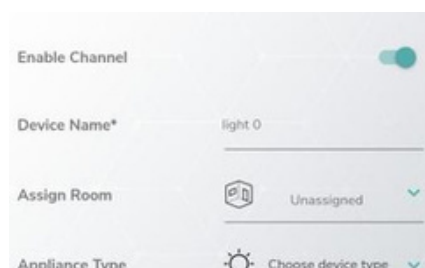 Enable Channel
Device Name* light 0
Assign Room Unassigned
Appliance Type Choose device type